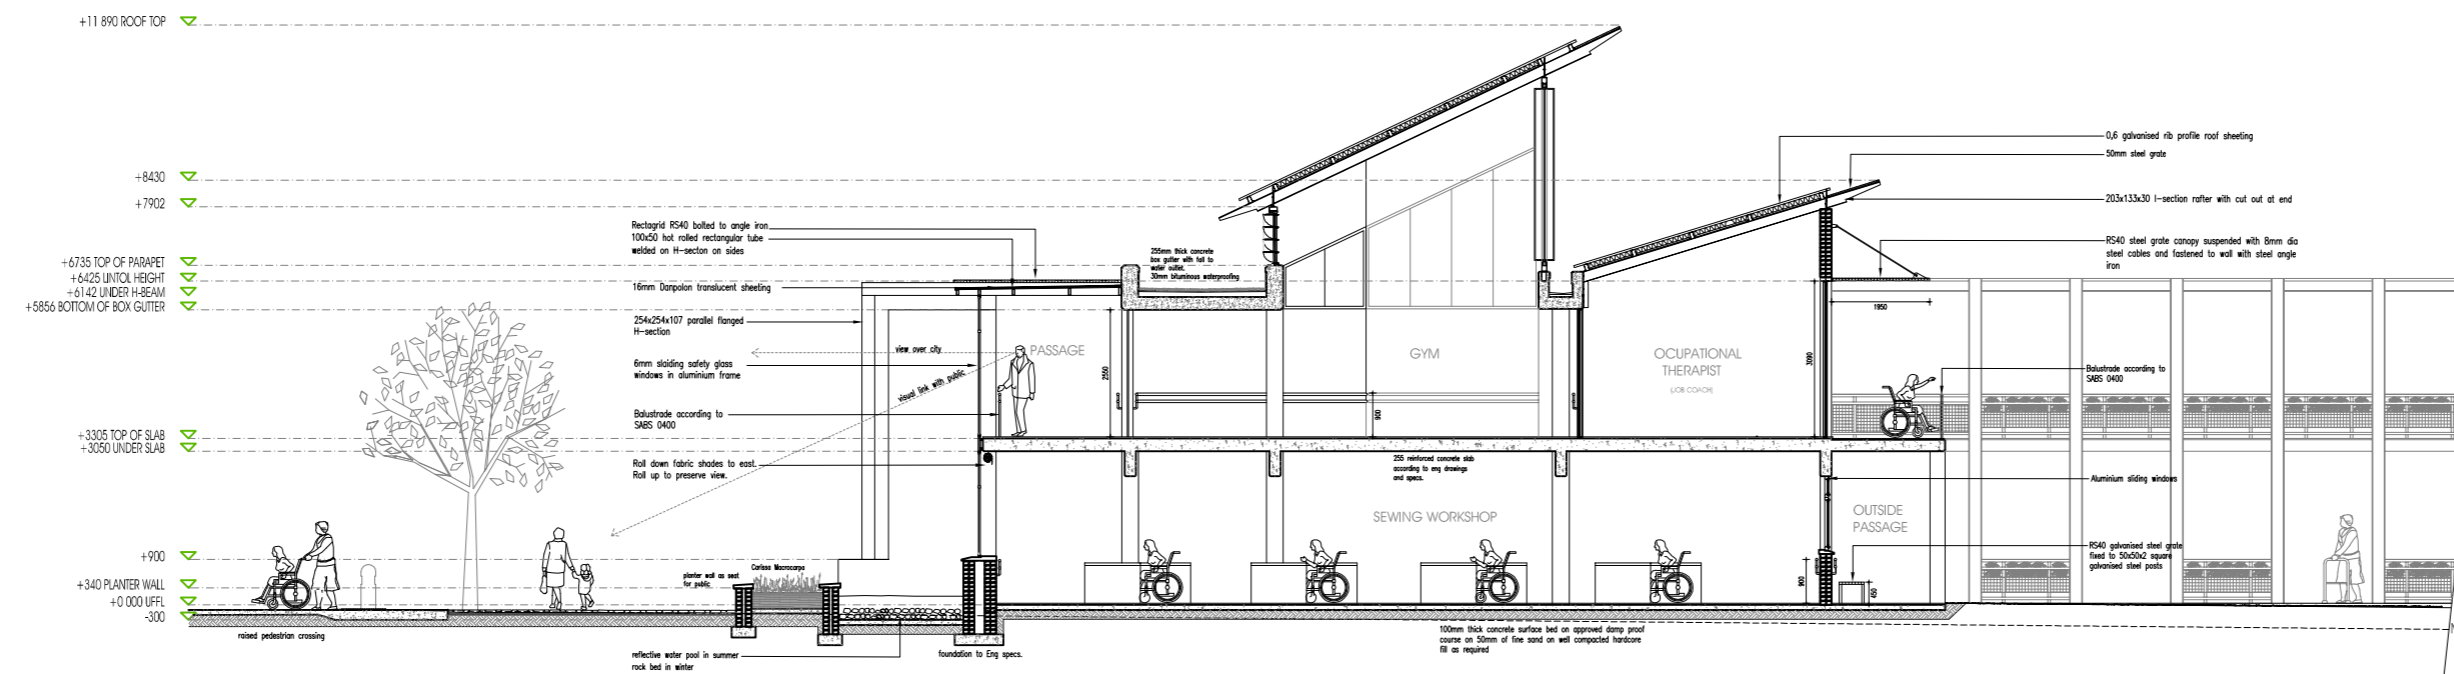 +11 890 ROOF TOP
+8430
+7902
+6735 TOP OF PARAPET
+6425 LINTOL HEIGHT
+6142 UNDER H-BEAM
+5856 BOTTOM OF BOX GUTTER
+3305 TOP OF SLAB
+3050 UNDER SLAB
+900
+340 PLANTER WALL
+0 000 UFFL
-300
Rectagrid RS40 bolted to angle iron
100x50 hot rolled rectangular tube
welded on H-secton on sides
16mm Danpalon translucent sheeting
254x254x107 parallel flanged
H-section
6mm slaiding safety glass
windows in aluminium frame
Balustrade according to
SABS 0400
Roll down fabric shades to east.
Roll up to preserve view.
view over city
visual link with public
PASSAGE
2550
255mm thick concrete
box gutter with fall to
water outlet.
30mm bituminous waterproofing
GYM
900
OCUPATIONAL
THERAPIST
(JOB COACH)
3090
0,6 galvanised rib profile roof sheeting
50mm steel grate
203x133x30 I-section rafter with cut out at end
RS40 steel grate canopy suspended with 8mm dia
steel cables and fastened to wall with steel angle
iron
1950
Balustrade according to
SABS 0400
255 reinforced concrete slab
according to eng drawings
and specs.
Aluminium sliding windows
SEWING WORKSHOP
OUTSIDE
PASSAGE
RS40 galvanised steel grate
fixed to 50x50x2 square
galvanised steel posts
900
450
planter wall as seat
for public
Carissa Macrocarpa
raised pedestrian crossing
reflective water pool in summer
rock bed in winter
foundation to Eng specs.
100mm thick concrete surface bed on approved damp proof
course on 50mm of fine sand on well compacted hardcore
fill as required